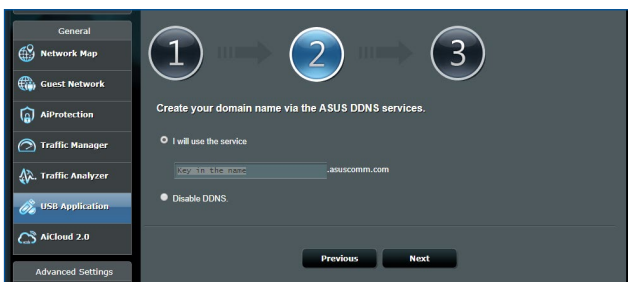 General
Network Map
Guest Network
AiProtection
Traffic Manager
Traffic Analyzer
USB Application
AiCloud 2.0
Advanced Settings
1
2
3
Create your domain name via the ASUS DDNS services.
I will use the service
Key in the name .asuscomm.com
Disable DDNS.
Previous Next